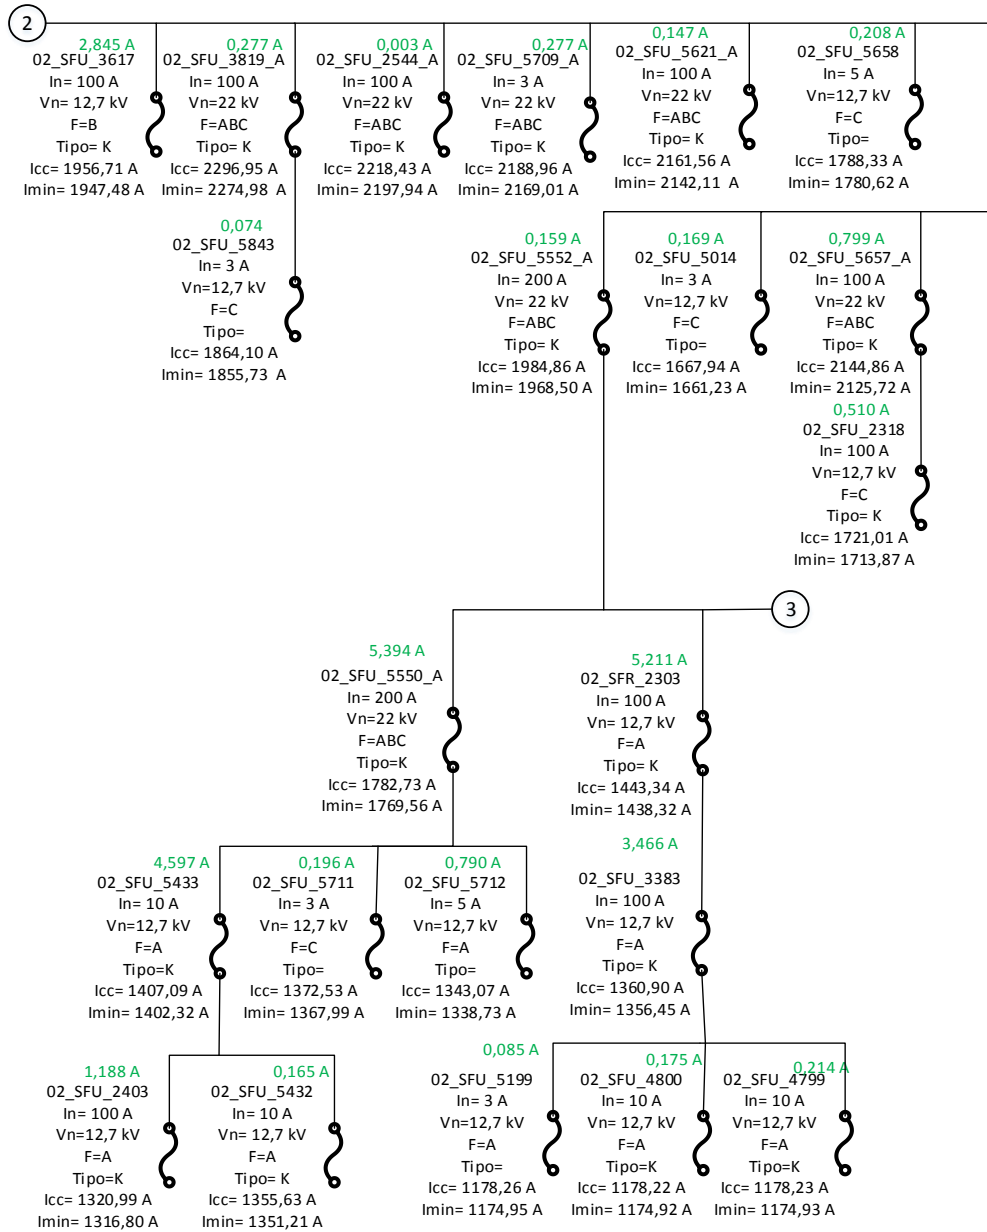 2
2,845 A
02_SFU_3617
In= 100 A
Vn= 12,7 kV
F=B
Tipo= K
Icc= 1956,71 A
Imin= 1947,48 A
0,277 A
02_SFU_3819_A
In= 100 A
Vn=22 kV
F=ABC
Tipo= K
Icc= 2296,95 A
Imin= 2274,98  A
0,003 A
02_SFU_2544_A
In= 100 A
Vn=22 kV
F=ABC
Tipo= K
Icc= 2218,43 A
Imin= 2197,94 A
0,277 A
02_SFU_5709_A
In= 3 A
Vn= 22 kV
F=ABC
Tipo= K
Icc= 2188,96 A
Imin= 2169,01 A
0,147 A
02_SFU_5621_A
In= 100 A
Vn=22 kV
F=ABC
Tipo= K
Icc= 2161,56 A
Imin= 2142,11  A
0,208 A
02_SFU_5658
In= 5 A
Vn=12,7 kV
F=C
Tipo=
Icc= 1788,33 A
Imin= 1780,62 A
0,074
02_SFU_5843
In= 3 A
Vn=12,7 kV
F=C
Tipo=
Icc= 1864,10 A
Imin= 1855,73  A
0,159 A
02_SFU_5552_A
In= 200 A
Vn= 22 kV
F=ABC
Tipo= K
Icc= 1984,86 A
Imin= 1968,50 A
0,169 A
02_SFU_5014
In= 3 A
Vn=12,7 kV
F=C
Tipo=
Icc= 1667,94 A
Imin= 1661,23 A
0,799 A
02_SFU_5657_A
In= 100 A
Vn=22 kV
F=ABC
Tipo= K
Icc= 2144,86 A
Imin= 2125,72 A
0,510 A
02_SFU_2318
In= 100 A
Vn=12,7 kV
F=C
Tipo= K
Icc= 1721,01 A
Imin= 1713,87 A
3
5,394 A
02_SFU_5550_A
In= 200 A
Vn=22 kV
F=ABC
Tipo=K
Icc= 1782,73 A
Imin= 1769,56 A
5,211 A
02_SFR_2303
In= 100 A
Vn= 12,7 kV
F=A
Tipo= K
Icc= 1443,34 A
Imin= 1438,32 A
4,597 A
02_SFU_5433
In= 10 A
Vn=12,7 kV
F=A
Tipo=K
Icc= 1407,09 A
Imin= 1402,32 A
0,196 A
02_SFU_5711
In= 3 A
Vn= 12,7 kV
F=C
Tipo=
Icc= 1372,53 A
Imin= 1367,99 A
0,790 A
02_SFU_5712
In= 5 A
Vn=12,7 kV
F=A
Tipo=
Icc= 1343,07 A
Imin= 1338,73 A
3,466 A
02_SFU_3383
In= 100 A
Vn= 12,7 kV
F=A
Tipo= K
Icc= 1360,90 A
Imin= 1356,45 A
1,188 A
02_SFU_2403
In= 100 A
Vn=12,7 kV
F=A
Tipo=K
Icc= 1320,99 A
Imin= 1316,80 A
0,165 A
02_SFU_5432
In= 10 A
Vn= 12,7 kV
F=A
Tipo= K
Icc= 1355,63 A
Imin= 1351,21 A
0,085 A
02_SFU_5199
In= 3 A
Vn=12,7 kV
F=A
Tipo=
Icc= 1178,26 A
Imin= 1174,95 A
0,175 A
02_SFU_4800
In= 10 A
Vn= 12,7 kV
F=A
Tipo=K
Icc= 1178,22 A
Imin= 1174,92 A
0,214 A
02_SFU_4799
In= 10 A
Vn= 12,7 kV
F=A
Tipo=K
Icc= 1178,23 A
Imin= 1174,93 A